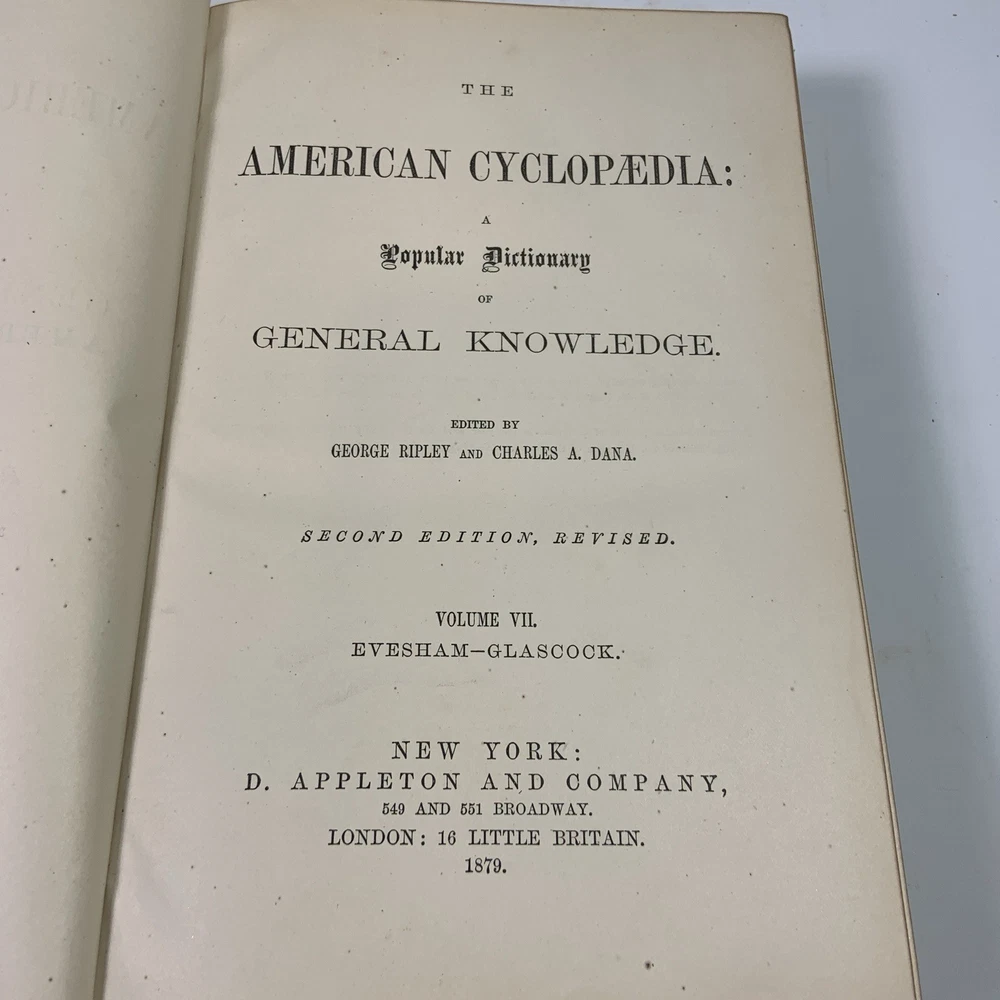 THE
AMERICAN CYCLOPÆDIA:
A
Popular Dictionary
OF
GENERAL KNOWLEDGE.
EDITED BY
GEORGE RIPLEY AND CHARLES A. DANA.
SECOND EDITION, REVISED.
VOLUME VII.
EVESHAM–GLASCOCK.
NEW YORK:
D. APPLETON AND COMPANY,
549 AND 551 BROADWAY.
LONDON: 16 LITTLE BRITAIN.
1879.